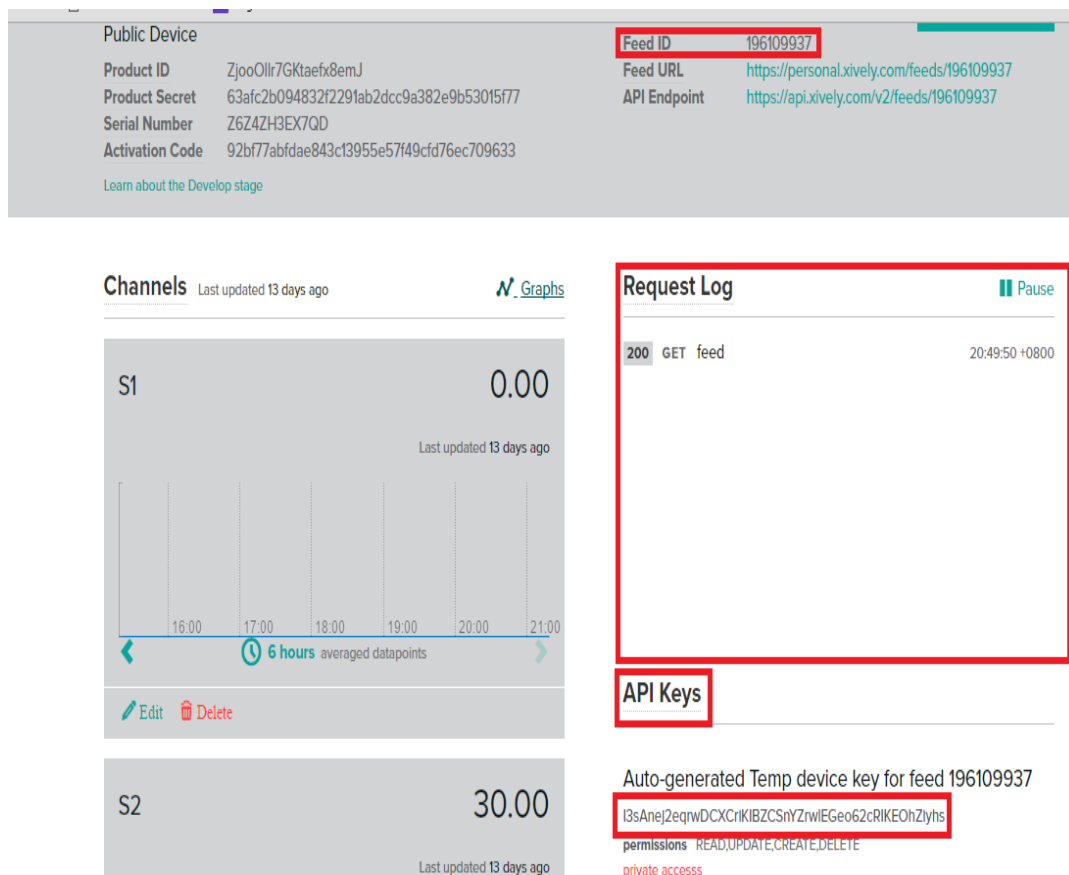 Public Device
Product ID ZjooOllr7GKtaefx8emJ
Product Secret 63afc2b094832f2291ab2dcc9a382e9b53015f77
Serial Number Z6Z4ZH3EX7QD
Activation Code 92bf77abfdae843c13955e57f49cfd76ec709633
Learn about the Develop stage
Feed ID 196109937
Feed URL https://personal.xively.com/feeds/196109937
API Endpoint https://api.xively.com/v2/feeds/196109937
Channels Last updated 13 days ago Graphs
S1 0.00
Last updated 13 days ago
16:00 17:00 18:00 19:00 20:00 21:00
6 hours averaged datapoints
Edit Delete
S2 30.00
Last updated 13 days ago
Request Log Pause
200 GET feed 20:49:50 +0800
API Keys
Auto-generated Temp device key for feed 196109937
l3sAneJ2eqrwDCXCrlKIBZCSnYZrwlEGeo62cRlKEOhZlyhs
permissions READ,UPDATE,CREATE,DELETE
private accesss